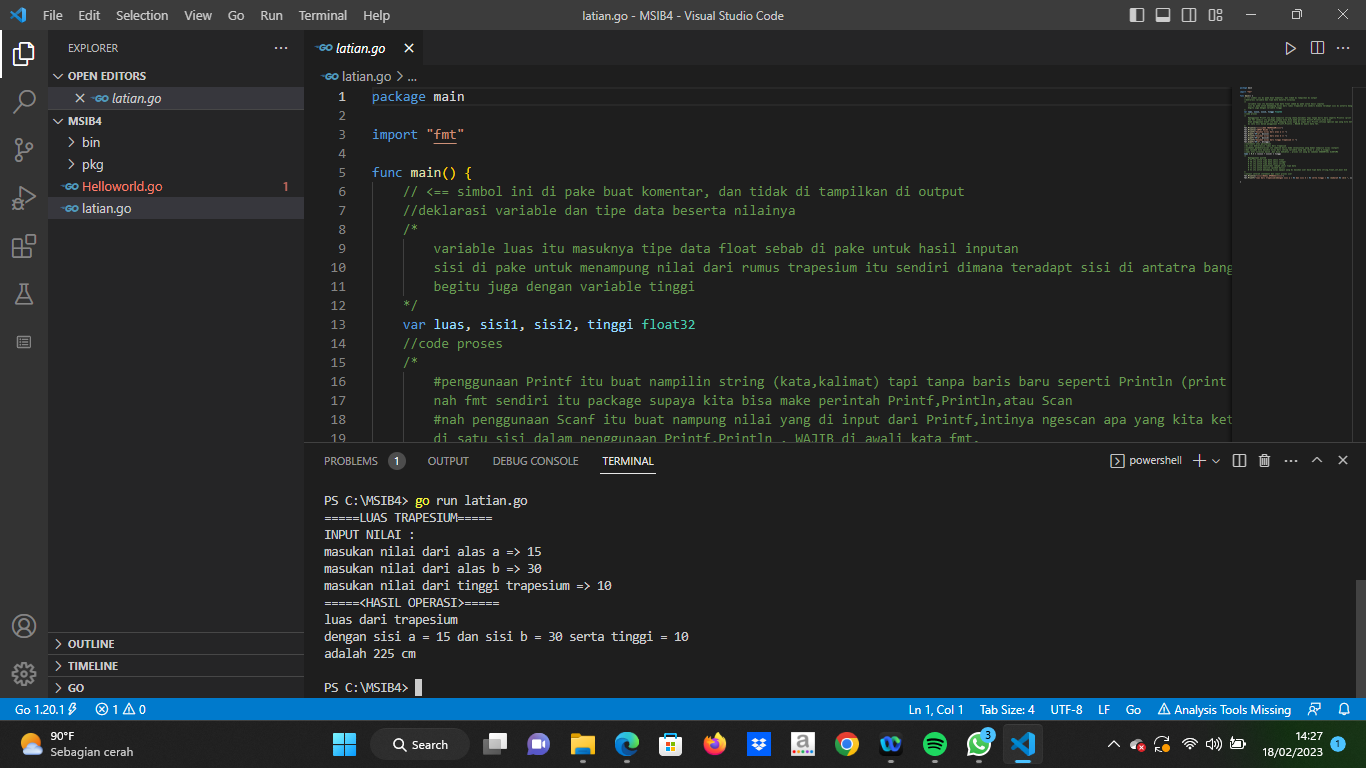 File Edit Selection View Go Run Terminal Help
latian.go - MSIB4 - Visual Studio Code
EXPLORER
OPEN EDITORS
latian.go
MSIB4
bin
pkg
Helloworld.go 1
latian.go
OUTLINE
TIMELINE
GO
latian.go
latian.go > ...
1 package main
2
3 import "fmt"
4
5 func main() {
6 // <== simbol ini di pake buat komentar, dan tidak di tampilkan di output
7 //deklarasi variable dan tipe data beserta nilainya
8 /*
9 variable luas itu masuknya tipe data float sebab di pake untuk hasil inputan
10 sisi di pake untuk menampung nilai dari rumus trapesium itu sendiri dimana teradapt sisi di antatra bang
11 begitu juga dengan variable tinggi
12 */
13 var luas, sisi1, sisi2, tinggi float32
14 //code proses
15 /*
16 #penggunaan Printf itu buat nampilin string (kata,kalimat) tapi tanpa baris baru seperti Println (print
17 nah fmt sendiri itu package supaya kita bisa make perintah Printf,Println,atau Scan
18 #nah penggunaan Scanf itu buat nampung nilai yang di input dari Printf,intinya ngescan apa yang kita ket
19 di satu sisi dalam penggunaan Printf,Println , WAJIB di awali kata fmt.
PROBLEMS 1 OUTPUT DEBUG CONSOLE TERMINAL
powershell
PS C:\MSIB4> go run latian.go
=====LUAS TRAPESIUM=====
INPUT NILAI :
masukan nilai dari alas a => 15
masukan nilai dari alas b => 30
masukan nilai dari tinggi trapesium => 10
=====<HASIL OPERASI>=====
luas dari trapesium
dengan sisi a = 15 dan sisi b = 30 serta tinggi = 10
adalah 225 cm
PS C:\MSIB4>
Go 1.20.1 1 0
Ln 1, Col 1 Tab Size: 4 UTF-8 LF Go Analysis Tools Missing
90°F
Sebagian cerah
Search
3
14:27
18/02/2023
1